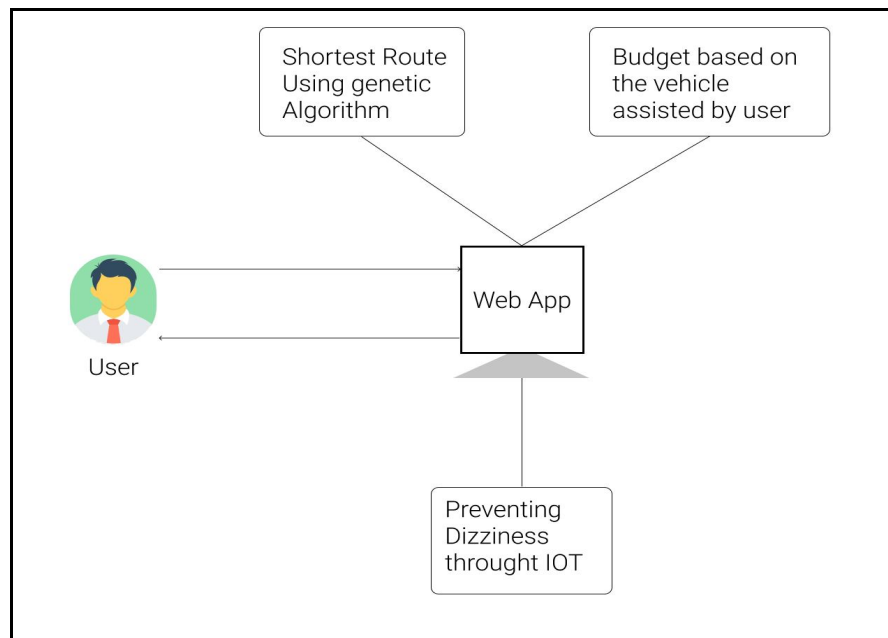 Shortest Route
Using genetic
Algorithm
Budget based on
the vehicle
assisted by user
Web App
User
Preventing
Dizziness
throught IOT